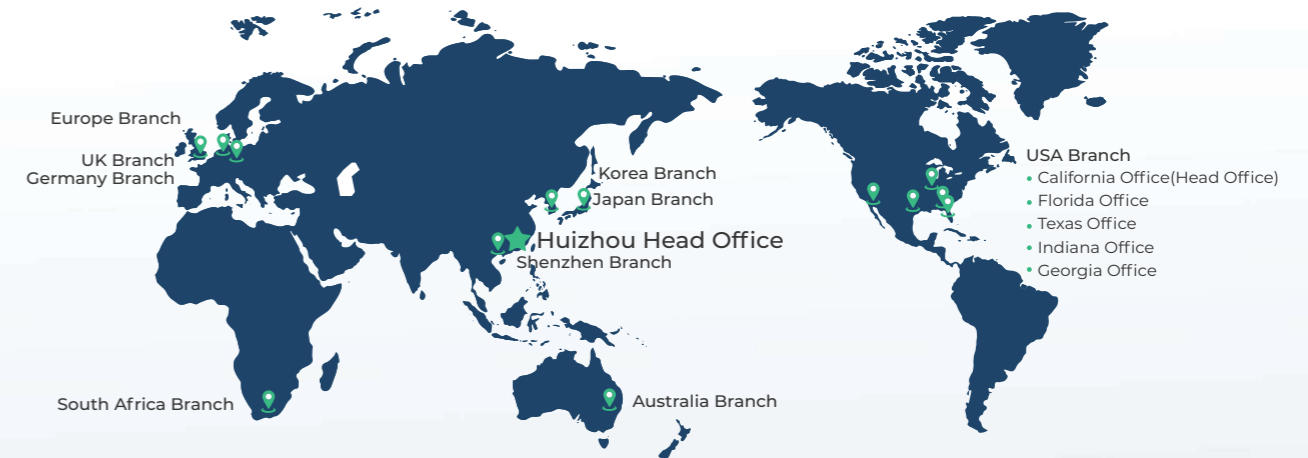 Europe Branch
UK Branch
Germany Branch
Korea Branch
Japan Branch
Huizhou Head Office
Shenzhen Branch
South Africa Branch
Australia Branch
USA Branch
• California Office(Head Office)
• Florida Office
• Texas Office
• Indiana Office
• Georgia Office